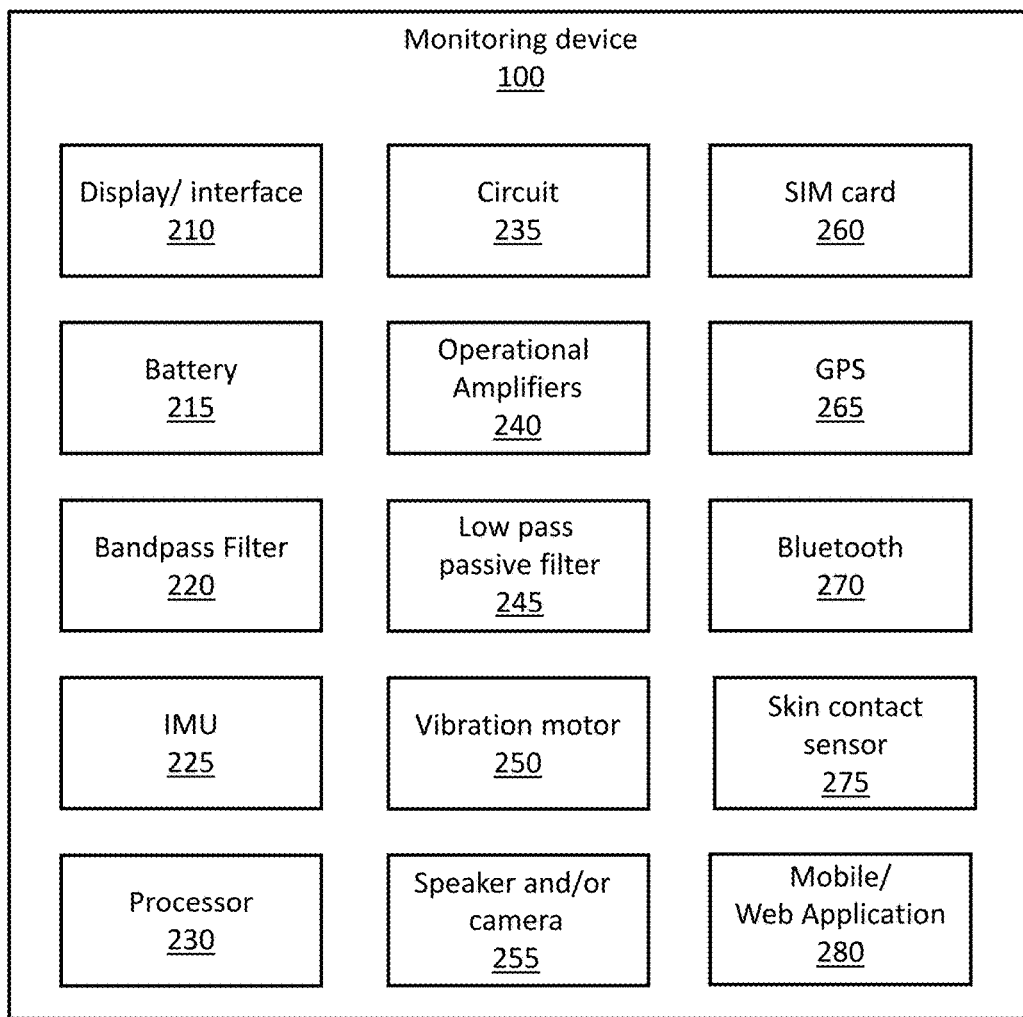 Monitoring device
100
Display/ interface
210
Circuit
235
SIM card
260
Battery
215
Operational
Amplifiers
240
GPS
265
Bandpass Filter
220
Low pass
passive filter
245
Bluetooth
270
IMU
225
Vibration motor
250
Skin contact
sensor
275
Processor
230
Speaker and/or
camera
255
Mobile/
Web Application
280